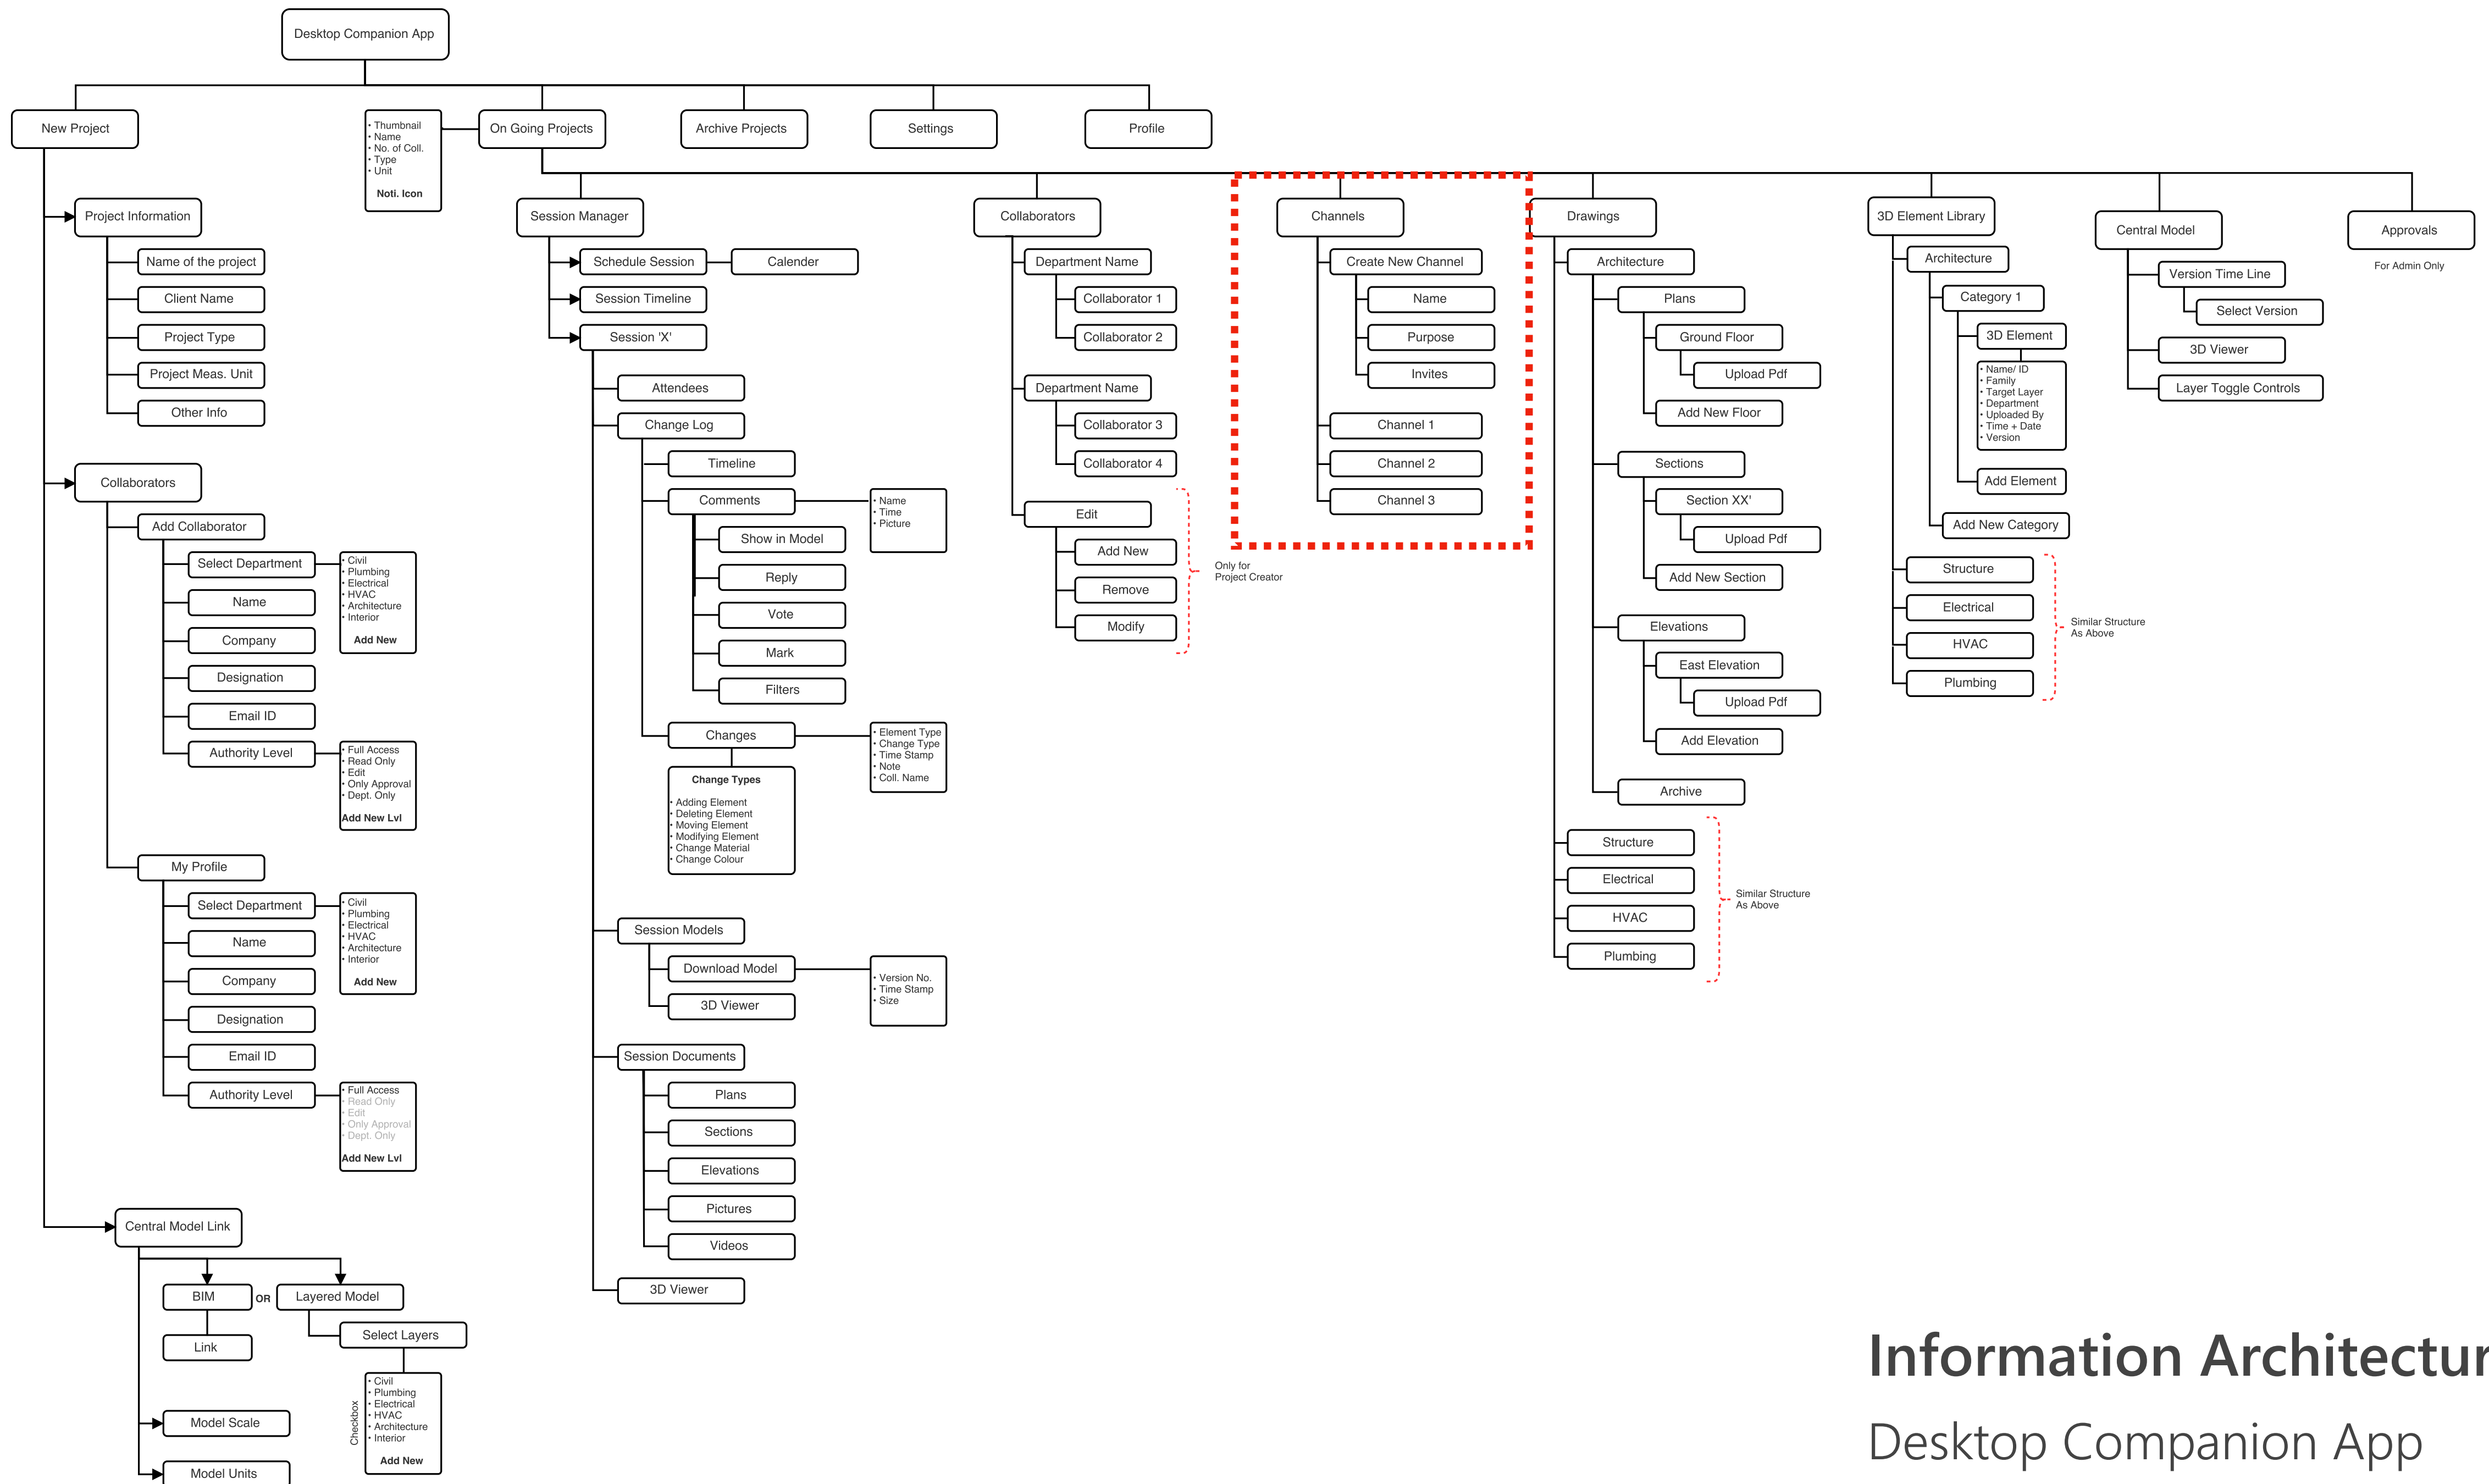 Desktop Companion App
New Project
• Thumbnail
• Name
• No. of Coll.
• Type
• Unit
Noti. Icon
On Going Projects
Archive Projects
Settings
Profile
Project Information
Name of the project
Client Name
Project Type
Project Meas. Unit
Other Info
Collaborators
Add Collaborator
Select Department
• Civil
• Plumbing
• Electrical
• HVAC
• Architecture
• Interior
Add New
Name
Company
Designation
Email ID
Authority Level
• Full Access
• Read Only
• Edit
• Only Approval
• Dept. Only
Add New Lvl
My Profile
Select Department
• Civil
• Plumbing
• Electrical
• HVAC
• Architecture
• Interior
Add New
Name
Company
Designation
Email ID
Authority Level
• Full Access
• Read Only
• Edit
• Only Approval
• Dept. Only
Add New Lvl
Central Model Link
BIM
OR
Layered Model
Link
Select Layers
Checkbox
• Civil
• Plumbing
• Electrical
• HVAC
• Architecture
• Interior
Add New
Model Scale
Model Units
Session Manager
Schedule Session
Calender
Session Timeline
Session 'X'
Attendees
Change Log
Timeline
Comments
• Name
• Time
• Picture
Show in Model
Reply
Vote
Mark
Filters
Changes
• Element Type
• Change Type
• Time Stamp
• Note
• Coll. Name
Change Types
• Adding Element
• Deleting Element
• Moving Element
• Modifying Element
• Change Material
• Change Colour
Session Models
Download Model
• Version No.
• Time Stamp
• Size
3D Viewer
Session Documents
Plans
Sections
Elevations
Pictures
Videos
3D Viewer
Collaborators
Department Name
Collaborator 1
Collaborator 2
Department Name
Collaborator 3
Collaborator 4
Edit
Add New
Remove
Modify
Only for
Project Creator
Channels
Create New Channel
Name
Purpose
Invites
Channel 1
Channel 2
Channel 3
Drawings
Architecture
Plans
Ground Floor
Upload Pdf
Add New Floor
Sections
Section XX'
Upload Pdf
Add New Section
Elevations
East Elevation
Upload Pdf
Add Elevation
Archive
Structure
Electrical
HVAC
Plumbing
Similar Structure
As Above
3D Element Library
Architecture
Category 1
3D Element
• Name/ ID
• Family
• Target Layer
• Department
• Uploaded By
• Time + Date
• Version
Add Element
Add New Category
Structure
Electrical
HVAC
Plumbing
Similar Structure
As Above
Central Model
Version Time Line
Select Version
3D Viewer
Layer Toggle Controls
Approvals
For Admin Only
Information Architectur
Desktop Companion App